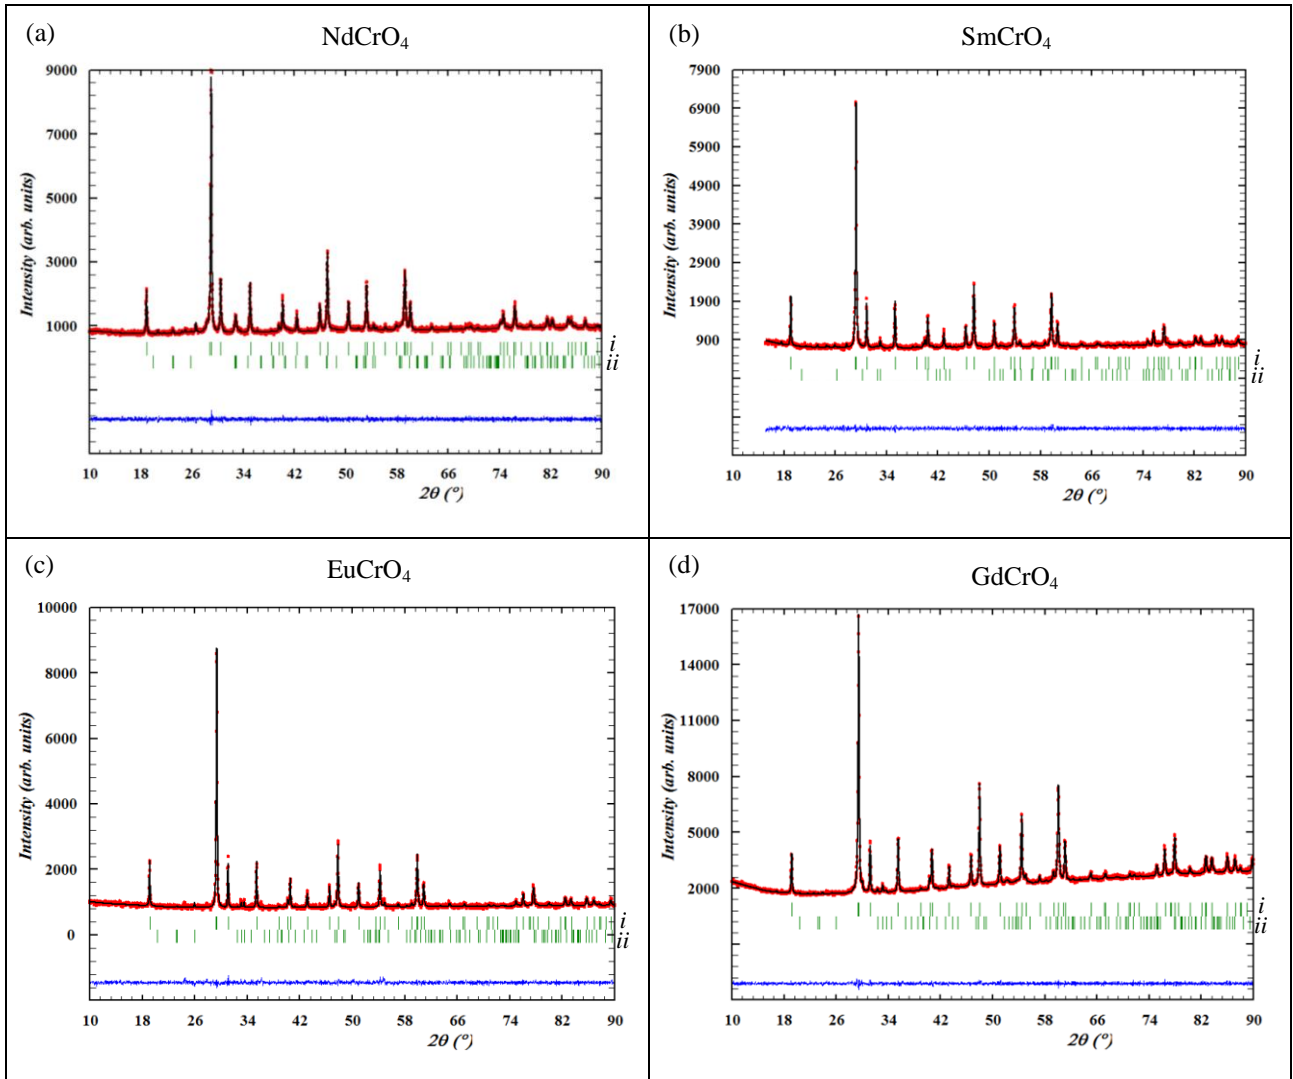 (a)
NdCrO₄
9000
7000
5000
3000
1000
Intensity (arb. units)
i
ii
10 18 26 34 42 50 58 66 74 82 90
2θ (°)
(b)
SmCrO₄
7900
6900
5900
4900
3900
2900
1900
900
Intensity (arb. units)
i
ii
10 18 26 34 42 50 58 66 74 82 90
2θ (°)
(c)
EuCrO₄
10000
8000
6000
4000
2000
0
Intensity (arb. units)
i
ii
10 18 26 34 42 50 58 66 74 82 90
2θ (°)
(d)
GdCrO₄
17000
14000
11000
8000
5000
2000
Intensity (arb. units)
i
ii
10 18 26 34 42 50 58 66 74 82 90
2θ (°)